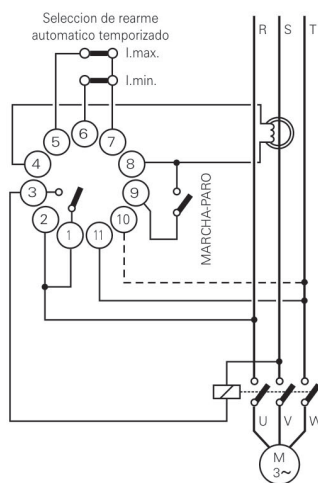 Seleccion de rearme
automatico temporizado
R S T
I.max.
I.min.
5 6 7
4 8
3 9
2 10
1 11
MARCHA-PARO
U V W
M
3~